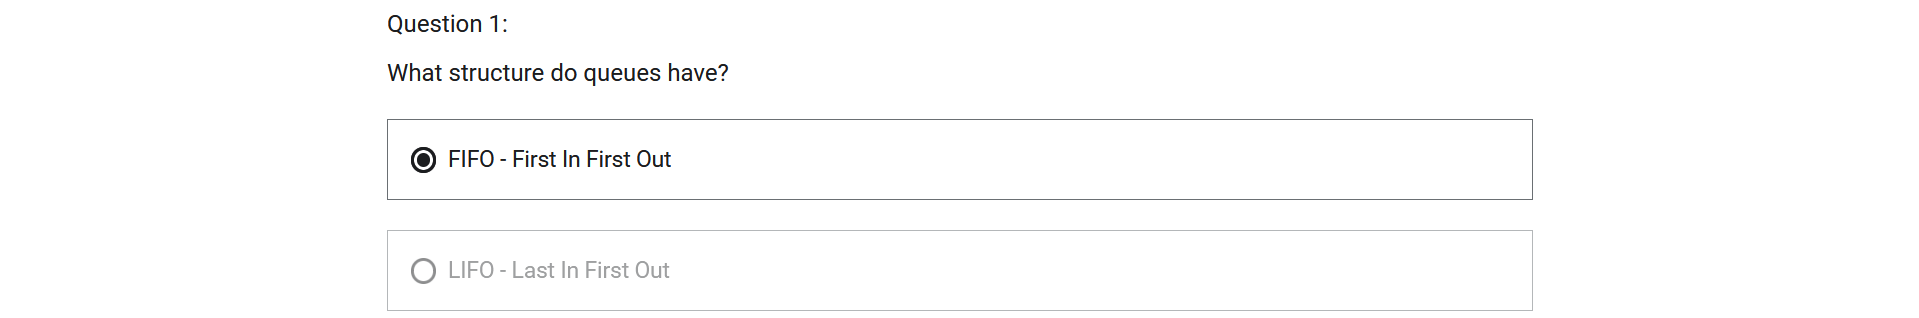 Question 1:
What structure do queues have?
FIFO - First In First Out
LIFO - Last In First Out